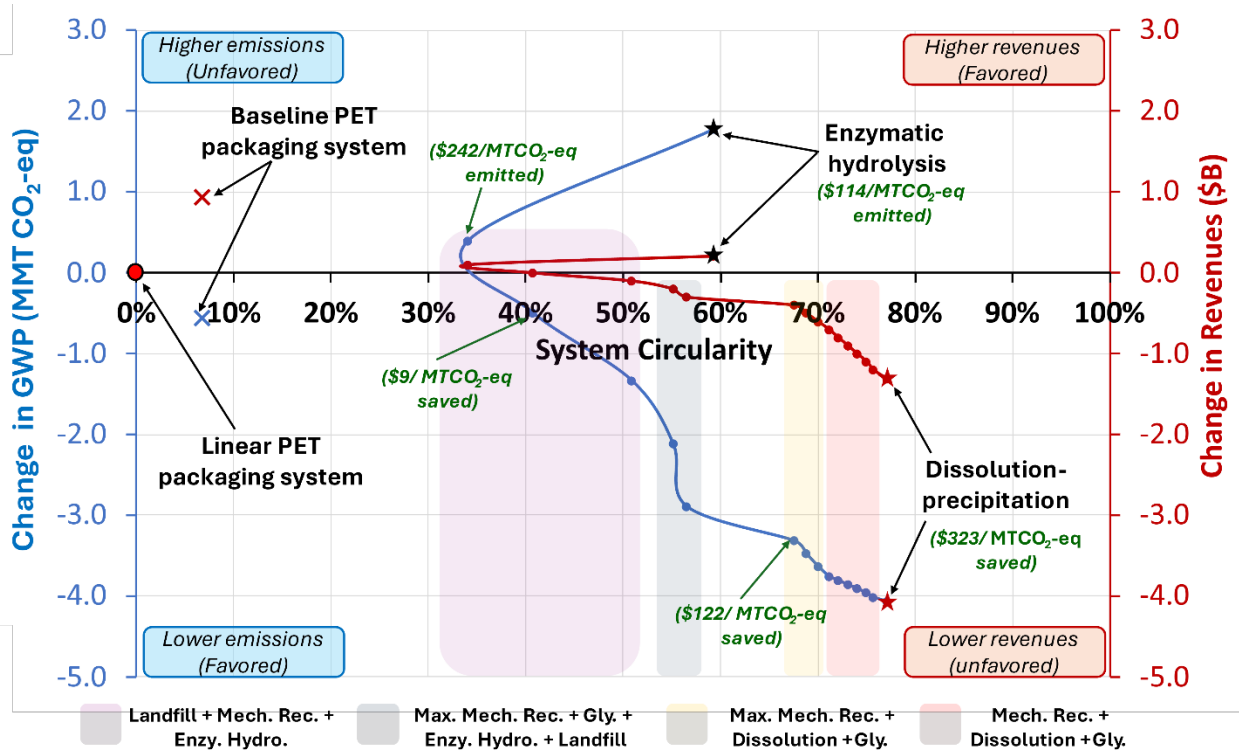 3.0
2.0
1.0
0.0
-1.0
-2.0
-3.0
-4.0
-5.0
Change in GWP (MMT CO₂-eq)
Higher emissions
(Unfavored)
Higher revenues
(Favored)
Baseline PET
packaging system
($242/MTCO₂-eq
emitted)
Enzymatic
hydrolysis
($114/MTCO₂-eq
emitted)
0%
10%
20%
30%
40%
50%
60%
70%
80%
90%
100%
System Circularity
($9/ MTCO₂-eq
saved)
Linear PET
packaging system
Dissolution-
precipitation
($323/ MTCO₂-eq
saved)
($122/ MTCO₂-eq
saved)
Lower emissions
(Favored)
Lower revenues
(unfavored)
3.0
2.0
1.0
0.0
-1.0
-2.0
-3.0
-4.0
-5.0
Change in Revenues ($B)
Landfill + Mech. Rec. +
Enzy. Hydro.
Max. Mech. Rec. + Gly. +
Enzy. Hydro. + Landfill
Max. Mech. Rec. +
Dissolution +Gly.
Mech. Rec. +
Dissolution+Gly.